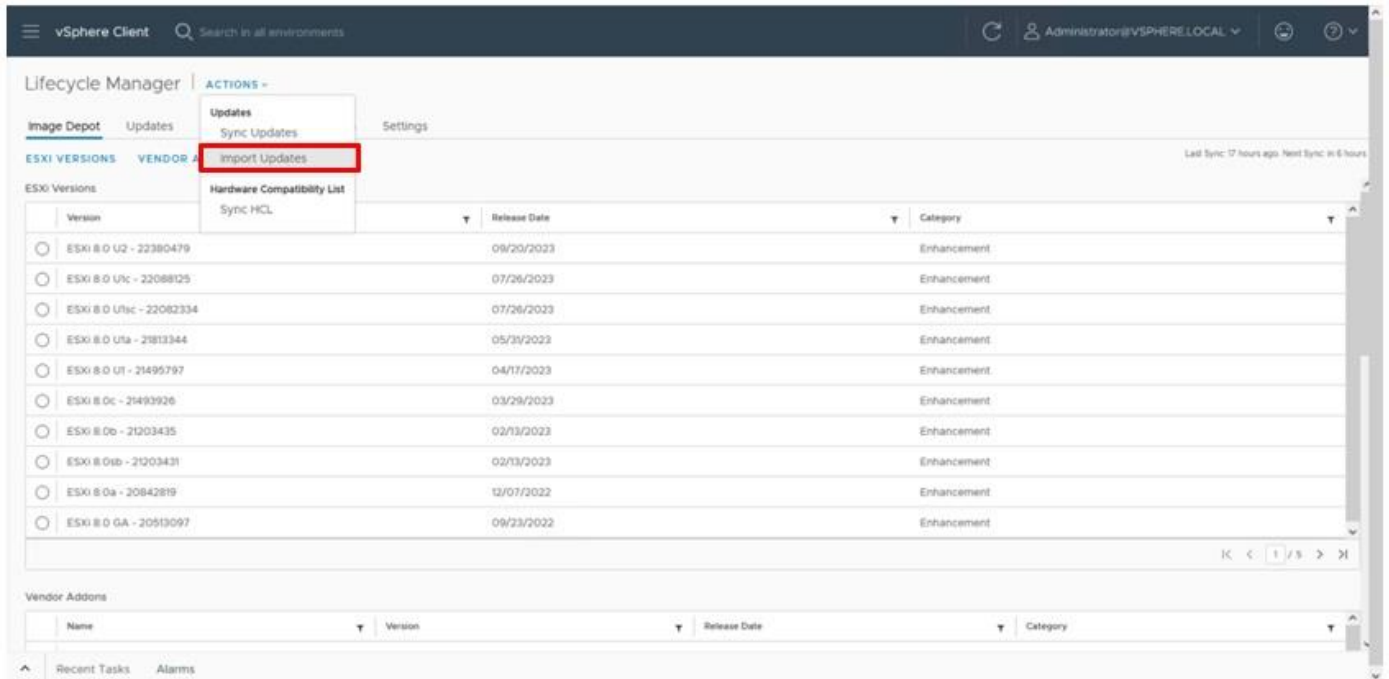 vSphere Client Search in all environments Administrator@VSPHERE.LOCAL
Lifecycle Manager ACTIONS
Updates
Image Depot Updates Sync Updates Settings
ESXI VERSIONS VENDOR A Import Updates Last Sync: 17 hours ago. Next Sync: in 6 hours
ESXi Versions Hardware Compatibility List
Sync HCL
Version Release Date Category
ESXi 8.0 U2 - 22380479 09/20/2023 Enhancement
ESXi 8.0 U1c - 22088125 07/26/2023 Enhancement
ESXi 8.0 U1sc - 22082334 07/26/2023 Enhancement
ESXi 8.0 U1a - 21813344 05/31/2023 Enhancement
ESXi 8.0 U1 - 21495797 04/17/2023 Enhancement
ESXi 8.0c - 21493926 03/29/2023 Enhancement
ESXi 8.0b - 21203435 02/13/2023 Enhancement
ESXi 8.0sb - 21203431 02/13/2023 Enhancement
ESXi 8.0a - 20842819 12/07/2022 Enhancement
ESXi 8.0 GA - 20513097 09/23/2022 Enhancement
1 / 5
Vendor Addons
Name Version Release Date Category
Recent Tasks Alarms